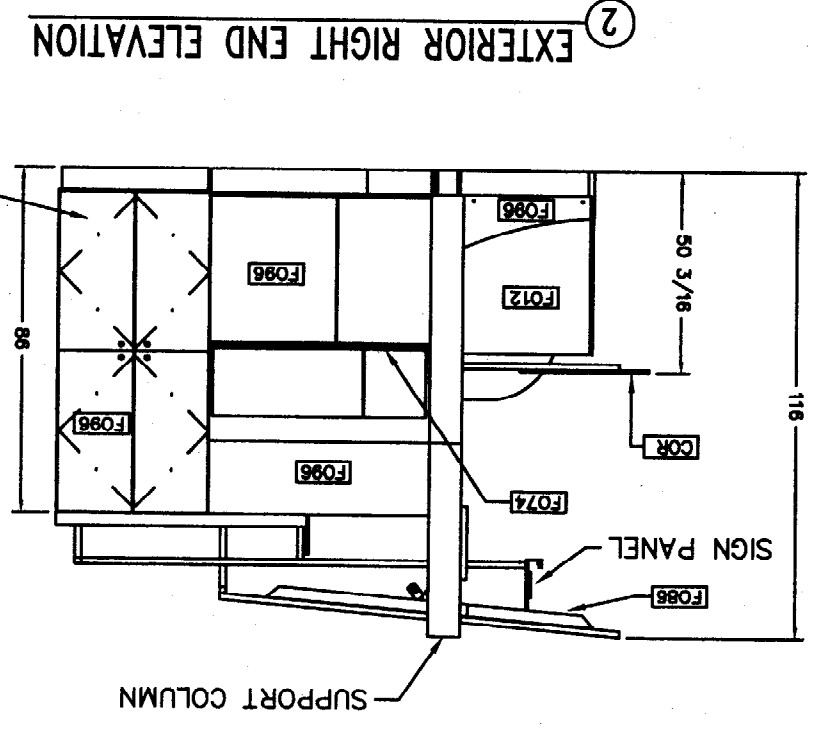 SUPPORT COLUMN
F086
SIGN PANEL
F074
F096
COR
F096
116
86
50 3/16
F012
F096
F096
2
EXTERIOR RIGHT END ELEVATION